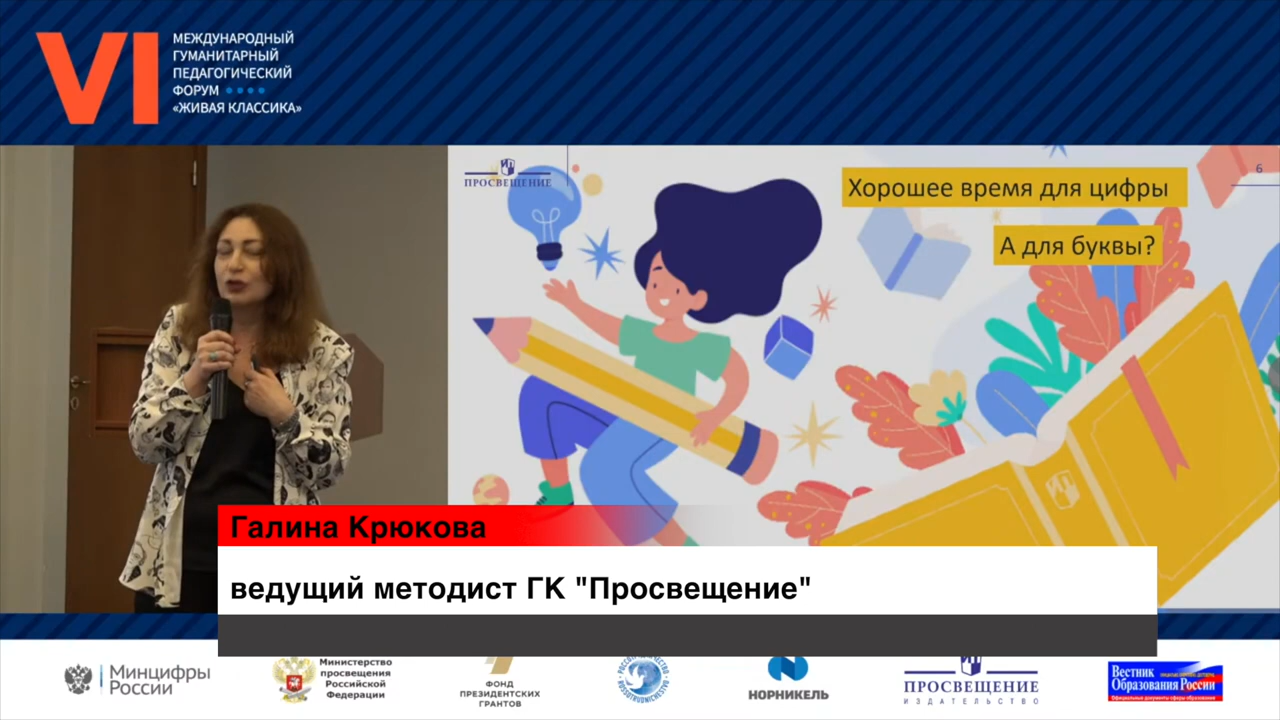 VI
МЕЖДУНАРОДНЫЙ
ГУМАНИТАРНЫЙ
ПЕДАГОГИЧЕСКИЙ
ФОРУМ
«ЖИВАЯ КЛАССИКА»
ПРОСВЕЩЕНИЕ
6
Хорошее время для цифры
А для буквы?
Галина Крюкова
ведущий методист ГК "Просвещение"
Минцифры
России
Министерство
просвещения
Российской
Федерации
ФОНД
ПРЕЗИДЕНТСКИХ
ГРАНТОВ
НОРНИКЕЛЬ
ПРОСВЕЩЕНИЕ
ИЗДАТЕЛЬСТВО
Вестник
Образования России